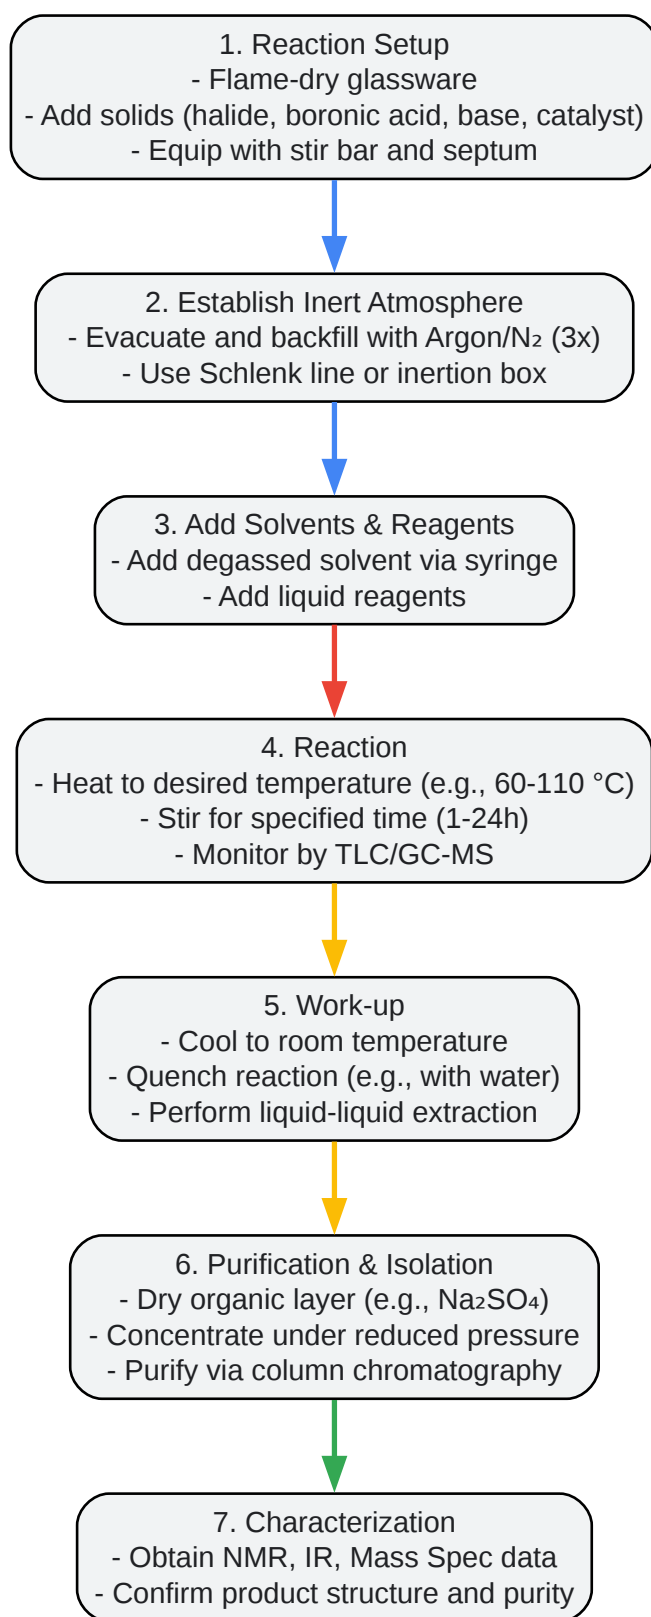 1. Reaction Setup
- Flame-dry glassware
- Add solids (halide, boronic acid, base, catalyst)
- Equip with stir bar and septum
2. Establish Inert Atmosphere
- Evacuate and backfill with Argon/N₂ (3x)
- Use Schlenk line or inertion box
3. Add Solvents & Reagents
- Add degassed solvent via syringe
- Add liquid reagents
4. Reaction
- Heat to desired temperature (e.g., 60-110 °C)
- Stir for specified time (1-24h)
- Monitor by TLC/GC-MS
5. Work-up
- Cool to room temperature
- Quench reaction (e.g., with water)
- Perform liquid-liquid extraction
6. Purification & Isolation
- Dry organic layer (e.g., Na₂SO₄)
- Concentrate under reduced pressure
- Purify via column chromatography
7. Characterization
- Obtain NMR, IR, Mass Spec data
- Confirm product structure and purity